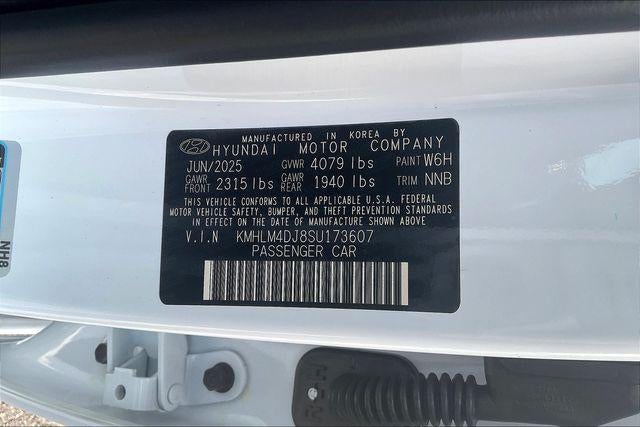 MANUFACTURED IN KOREA BY
HYUNDAI MOTOR COMPANY
JUN/2025 GVWR 4079 lbs PAINT W6H
GAWR FRONT 2315 lbs GAWR REAR 1940 lbs TRIM NNB
THIS VEHICLE CONFORMS TO ALL APPLICABLE U.S.A. FEDERAL
MOTOR VEHICLE SAFETY, BUMPER, AND THEFT PREVENTION STANDARDS
IN EFFECT ON THE DATE OF MANUFACTURE SHOWN ABOVE
V.I.N KMHLM4DJ8SU173607
PASSENGER CAR
NH8